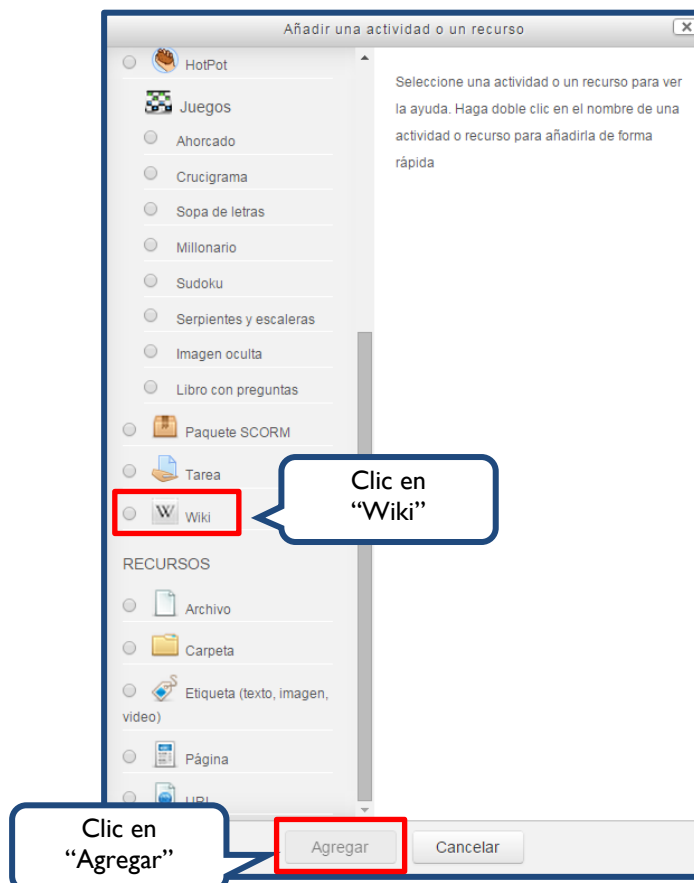 Añadir una actividad o un recurso
HotPot
Juegos
Ahorcado
Crucigrama
Sopa de letras
Millonario
Sudoku
Serpientes y escaleras
Imagen oculta
Libro con preguntas
Paquete SCORM
Tarea
W Wiki
RECURSOS
Archivo
Carpeta
Etiqueta (texto, imagen,
video)
Página
URL
Seleccione una actividad o un recurso para ver
la ayuda. Haga doble clic en el nombre de una
actividad o recurso para añadirla de forma
rápida
Clic en
“Wiki”
Clic en
“Agregar”
Agregar
Cancelar